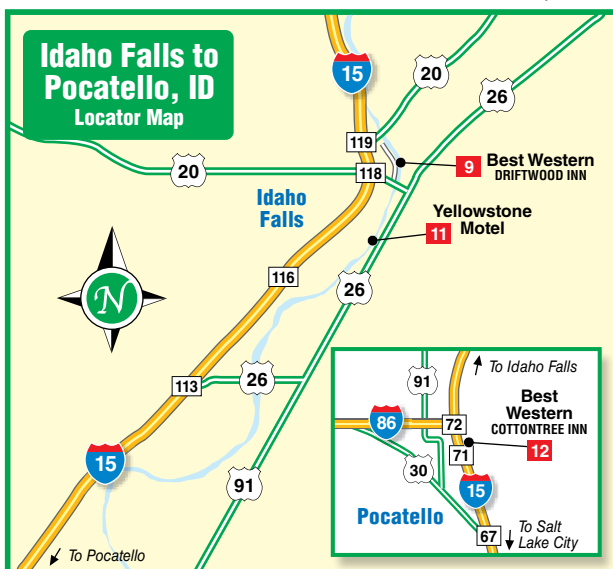 Idaho Falls to
Pocatello, ID
Locator Map
15
20
26
119
9 Best Western
DRIFTWOOD INN
20
118
Idaho
Falls
Yellowstone
Motel
11
N
116
26
113
26
15
91
To Pocatello
To Idaho Falls
91
Best
Western
COTTONTREE INN
12
86
72
71
30
15
Pocatello
67
To Salt
Lake City